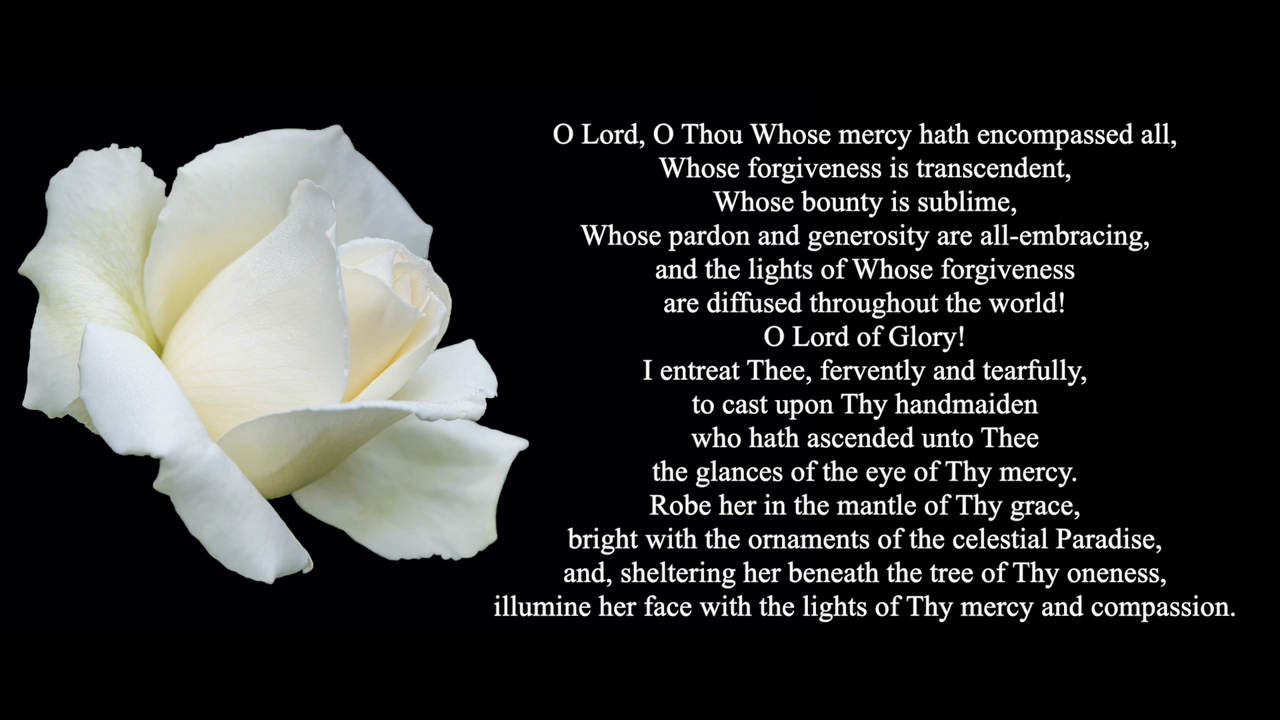 O Lord, O Thou Whose mercy hath encompassed all,
Whose forgiveness is transcendent,
Whose bounty is sublime,
Whose pardon and generosity are all-embracing,
and the lights of Whose forgiveness
are diffused throughout the world!
O Lord of Glory!
I entreat Thee, fervently and tearfully,
to cast upon Thy handmaiden
who hath ascended unto Thee
the glances of the eye of Thy mercy.
Robe her in the mantle of Thy grace,
bright with the ornaments of the celestial Paradise,
and, sheltering her beneath the tree of Thy oneness,
illumine her face with the lights of Thy mercy and compassion.